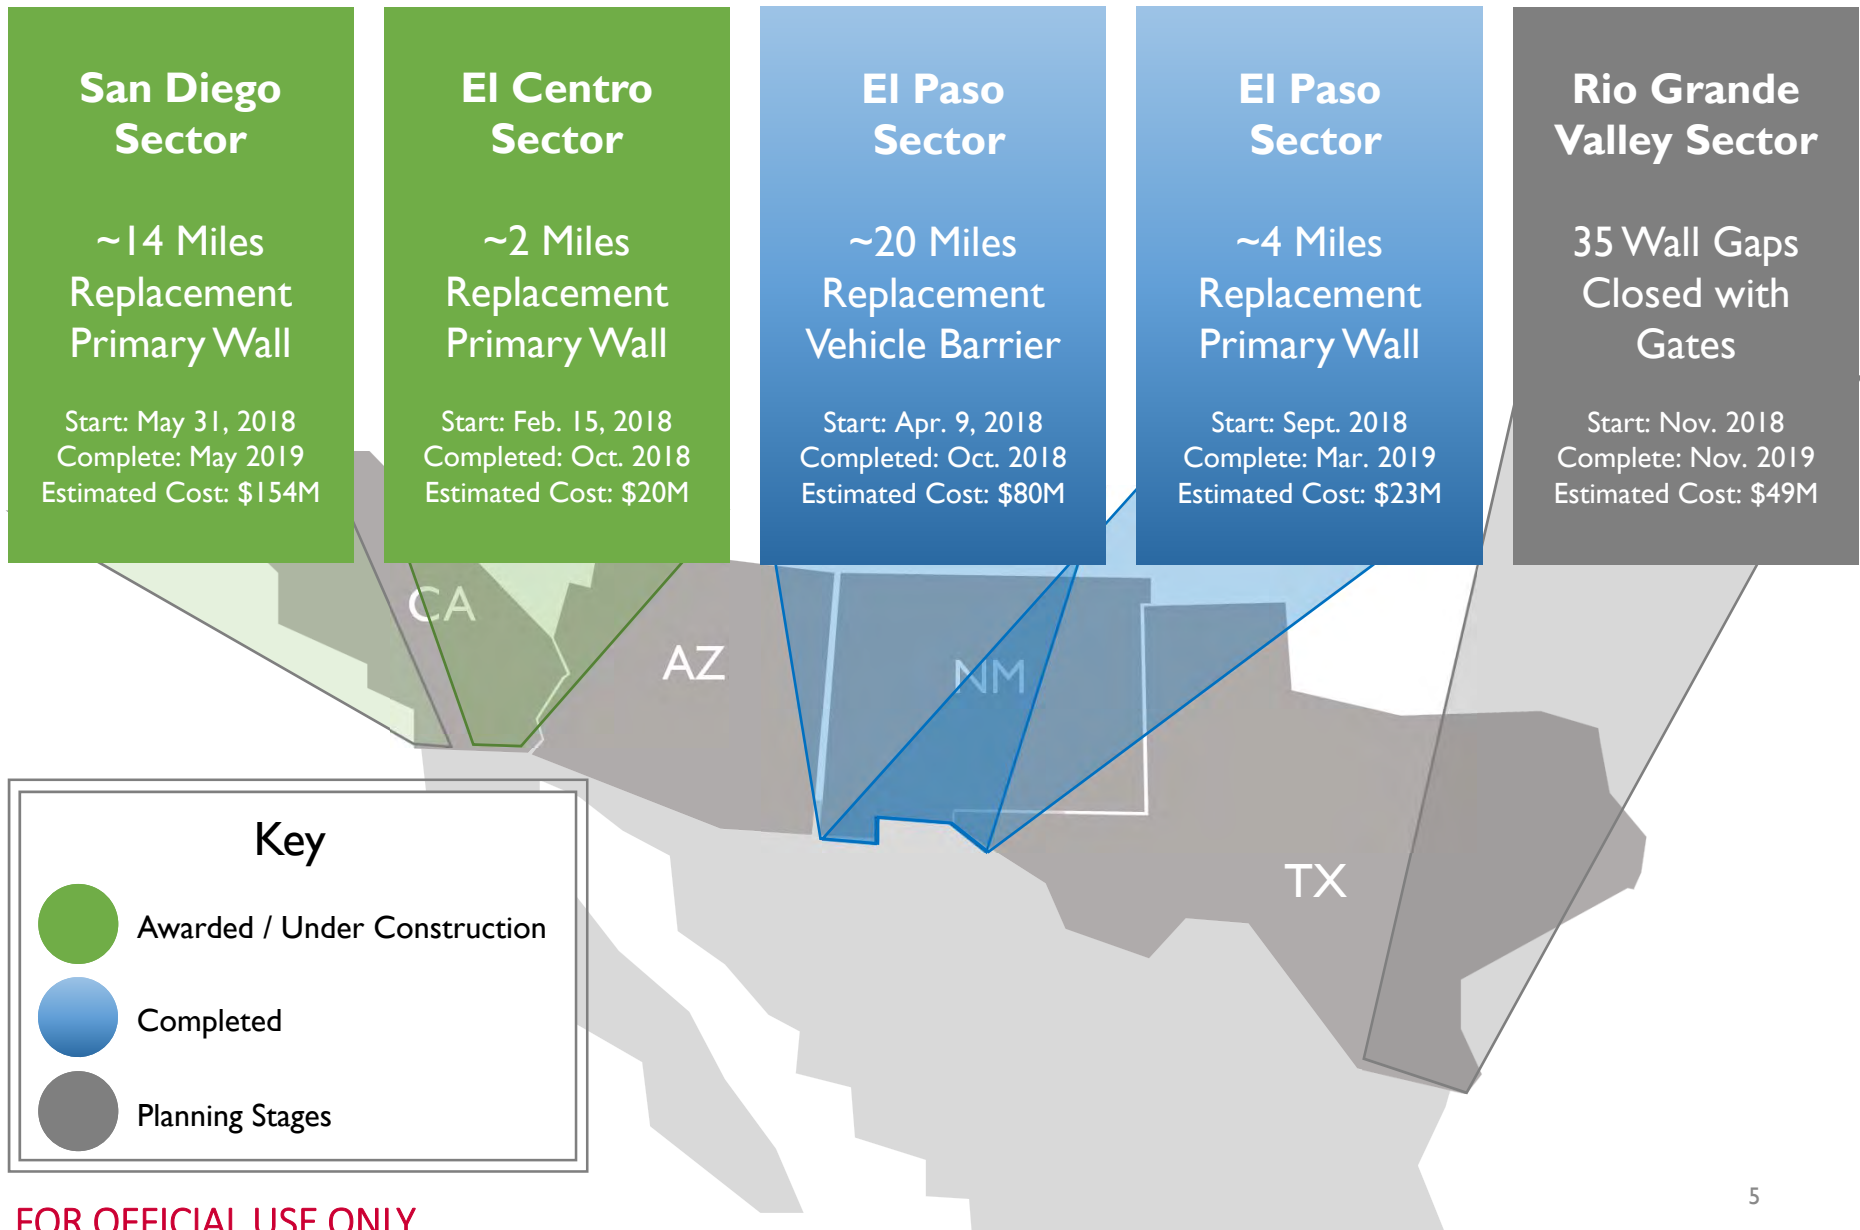 San Diego
Sector
~14 Miles
Replacement
Primary Wall
Start: May 31, 2018
Complete: May 2019
Estimated Cost: $154M
El Centro
Sector
~2 Miles
Replacement
Primary Wall
Start: Feb. 15, 2018
Completed: Oct. 2018
Estimated Cost: $20M
El Paso
Sector
~20 Miles
Replacement
Vehicle Barrier
Start: Apr. 9, 2018
Completed: Oct. 2018
Estimated Cost: $80M
El Paso
Sector
~4 Miles
Replacement
Primary Wall
Start: Sept. 2018
Complete: Mar. 2019
Estimated Cost: $23M
Rio Grande
Valley Sector
35 Wall Gaps
Closed with
Gates
Start: Nov. 2018
Complete: Nov. 2019
Estimated Cost: $49M
CA
AZ
NM
TX
Key
Awarded / Under Construction
Completed
Planning Stages
FOR OFFICIAL USE ONLY
5